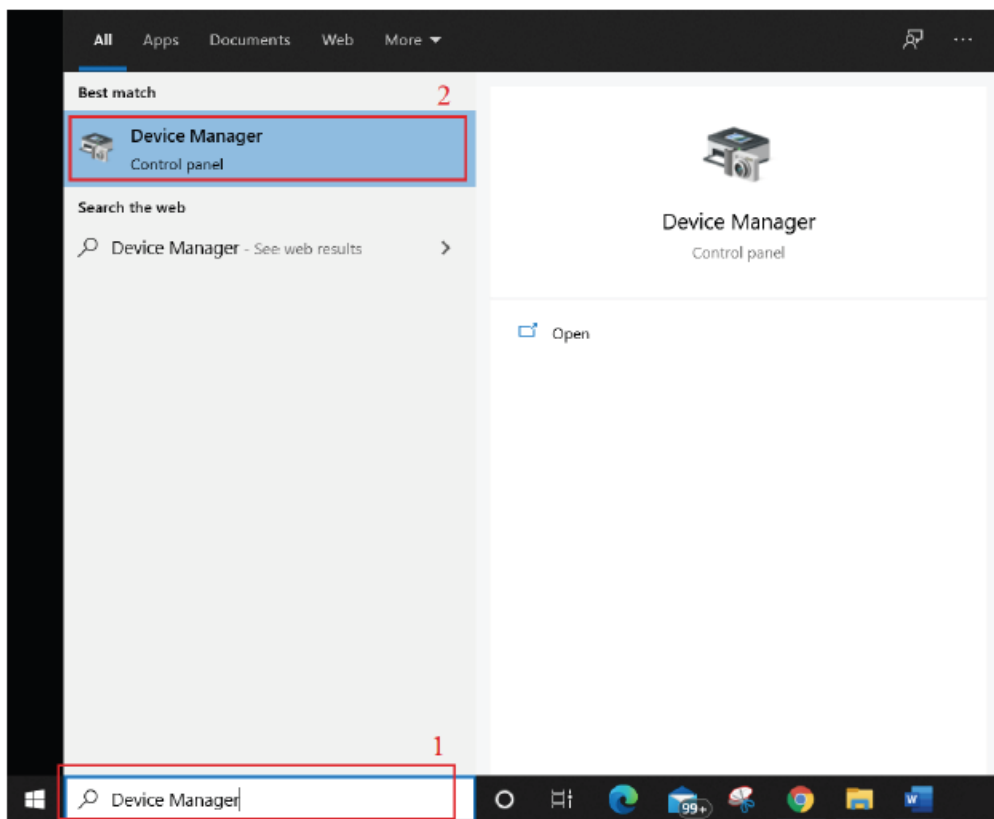 All Apps Documents Web More
Best match
2
Device Manager
Control panel
Search the web
Device Manager - See web results
Device Manager
Control panel
Open
1
Device Manager
99+
W